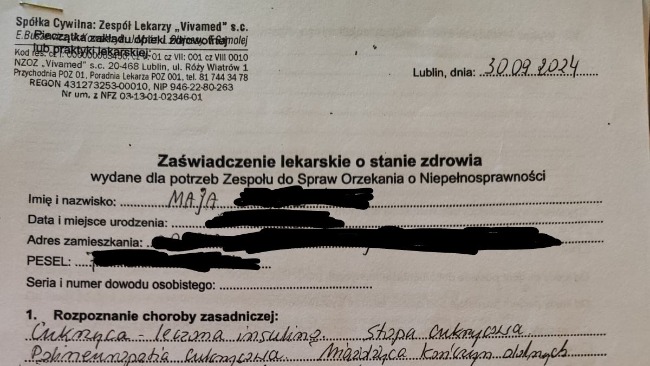 Spółka Cywilna: Zespół Lekarzy „Vivamed" s.c.
Pieczątka zakładu opieki zdrowotnej
lub praktyki lekarskiej:
NZOZ „Vivamed" s.c. 20-468 Lublin, ul. Róży Wiatrów 1
Przychodnia POZ 01, Poradnia Lekarza POZ 001, tel. 81 744 34 78
REGON 431273253-00010, NIP 946-22-80-263
Nr um. z NFZ 03-13-01-02346-01
Lublin, dnia: 30.09.2024
Zaświadczenie lekarskie o stanie zdrowia
wydane dla potrzeb Zespołu do Spraw Orzekania o Niepełnosprawności
Imię i nazwisko: MAJA
Data i miejsce urodzenia:
Adres zamieszkania:
PESEL:
Seria i numer dowodu osobistego:
1. Rozpoznanie choroby zasadniczej:
Cukrzyca - leczona insuliną. Stopa cukrzycowa
Polineuropatia cukrzycowa. Miażdżyca kończyn dolnych